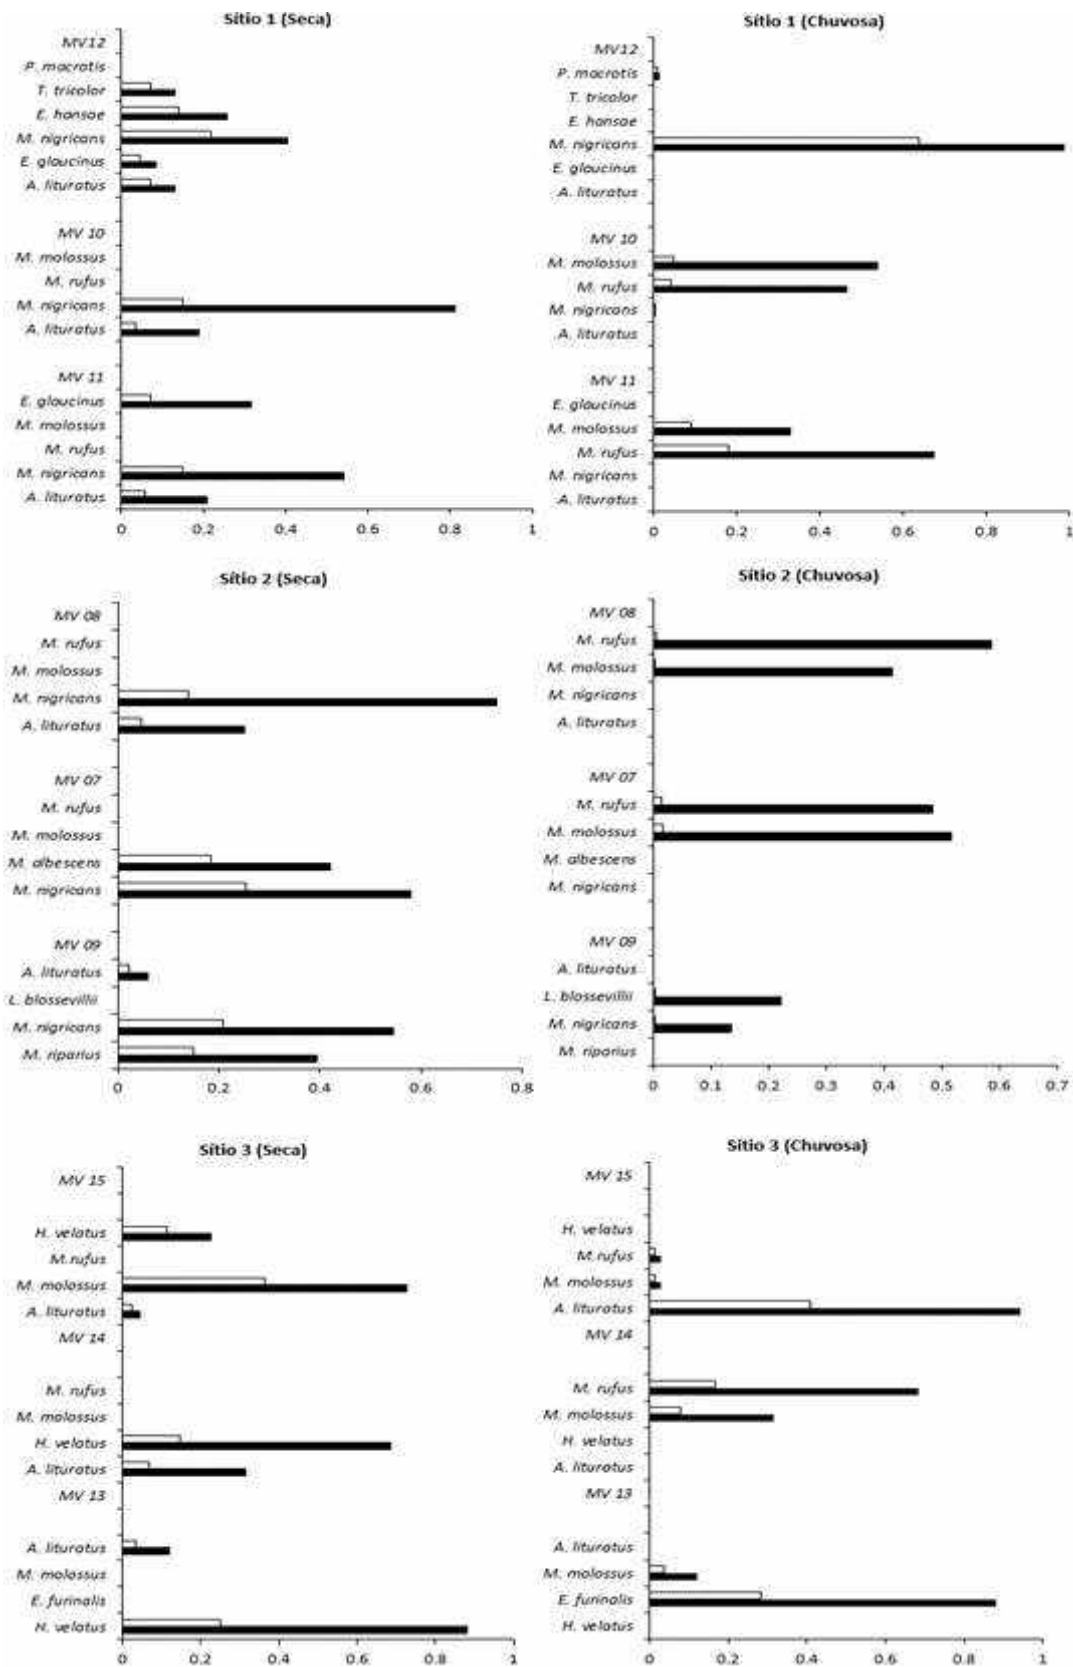 Sítio 1 (Seca)
MV12
P. macrotis
T. tricolor
E. hansae
M. nigricans
E. glaucinus
A. lituratus
MV 10
M. molossus
M. rufus
M. nigricans
A. lituratus
MV 11
E. glaucinus
M. molossus
M. rufus
M. nigricans
A. lituratus
0 0.2 0.4 0.6 0.8 1
Sítio 1 (Chuvosa)
MV12
P. macrotis
T. tricolor
E. hansae
M. nigricans
E. glaucinus
A. lituratus
MV 10
M. molossus
M. rufus
M. nigricans
A. lituratus
MV 11
E. glaucinus
M. molossus
M. rufus
M. nigricans
A. lituratus
0 0.2 0.4 0.6 0.8 1
Sítio 2 (Seca)
MV 08
M. rufus
M. molossus
M. nigricans
A. lituratus
MV 07
M. rufus
M. molossus
M. albescens
M. nigricans
MV 09
A. lituratus
L. blossevillii
M. nigricans
M. riparius
0 0.2 0.4 0.6 0.8
Sítio 2 (Chuvosa)
MV 08
M. rufus
M. molossus
M. nigricans
A. lituratus
MV 07
M. rufus
M. molossus
M. albescens
M. nigricans
MV 09
A. lituratus
L. blossevillii
M. nigricans
M. riparius
0 0.1 0.2 0.3 0.4 0.5 0.6 0.7
Sítio 3 (Seca)
MV 15
H. velatus
M.rufus
M. molossus
A. lituratus
MV 14
M. rufus
M. molossus
H. velatus
A. lituratus
MV 13
A. lituratus
M. molossus
E. furinalis
H. velatus
0 0.2 0.4 0.6 0.8 1
Sítio 3 (Chuvosa)
MV 15
H. velatus
M.rufus
M. molossus
A. lituratus
MV 14
M. rufus
M. molossus
H. velatus
A. lituratus
MV 13
A. lituratus
M. molossus
E. furinalis
H. velatus
0 0.2 0.4 0.6 0.8 1